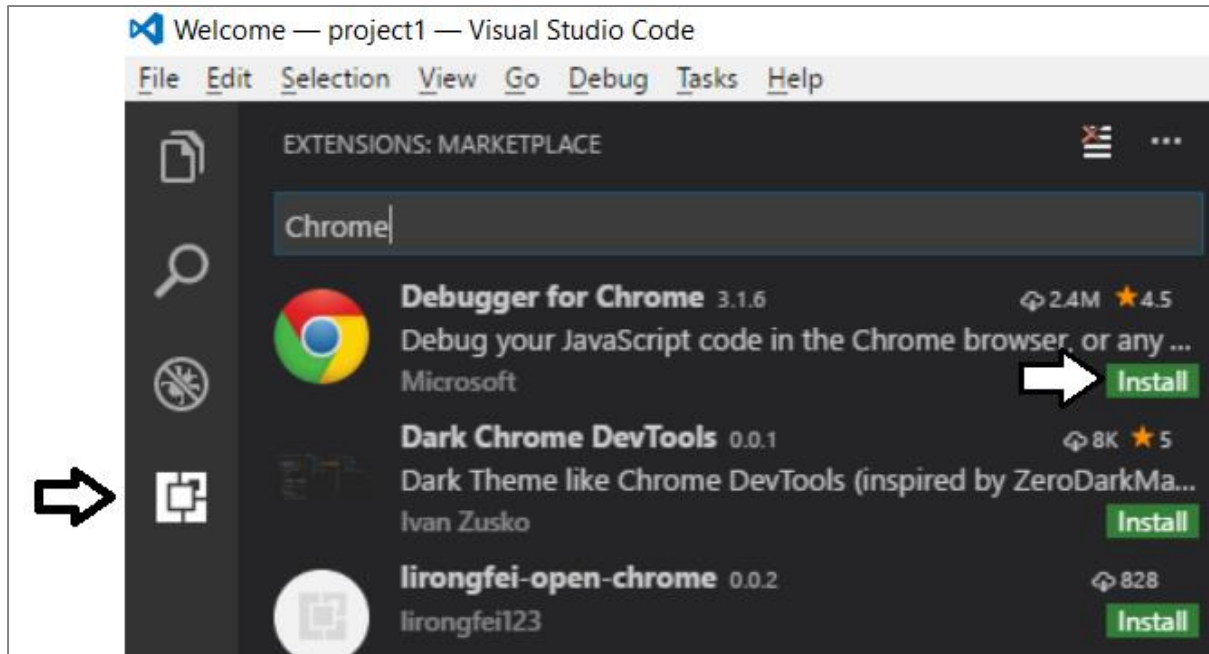 Welcome — project1 — Visual Studio Code
File Edit Selection View Go Debug Tasks Help
EXTENSIONS: MARKETPLACE
Chrome
Debugger for Chrome 3.1.6 2.4M 4.5
Debug your JavaScript code in the Chrome browser, or any ...
Microsoft Install
Dark Chrome DevTools 0.0.1 8K 5
Dark Theme like Chrome DevTools (inspired by ZeroDarkMa...
Ivan Zusko Install
lirongfei-open-chrome 0.0.2 828
lirongfei123 Install